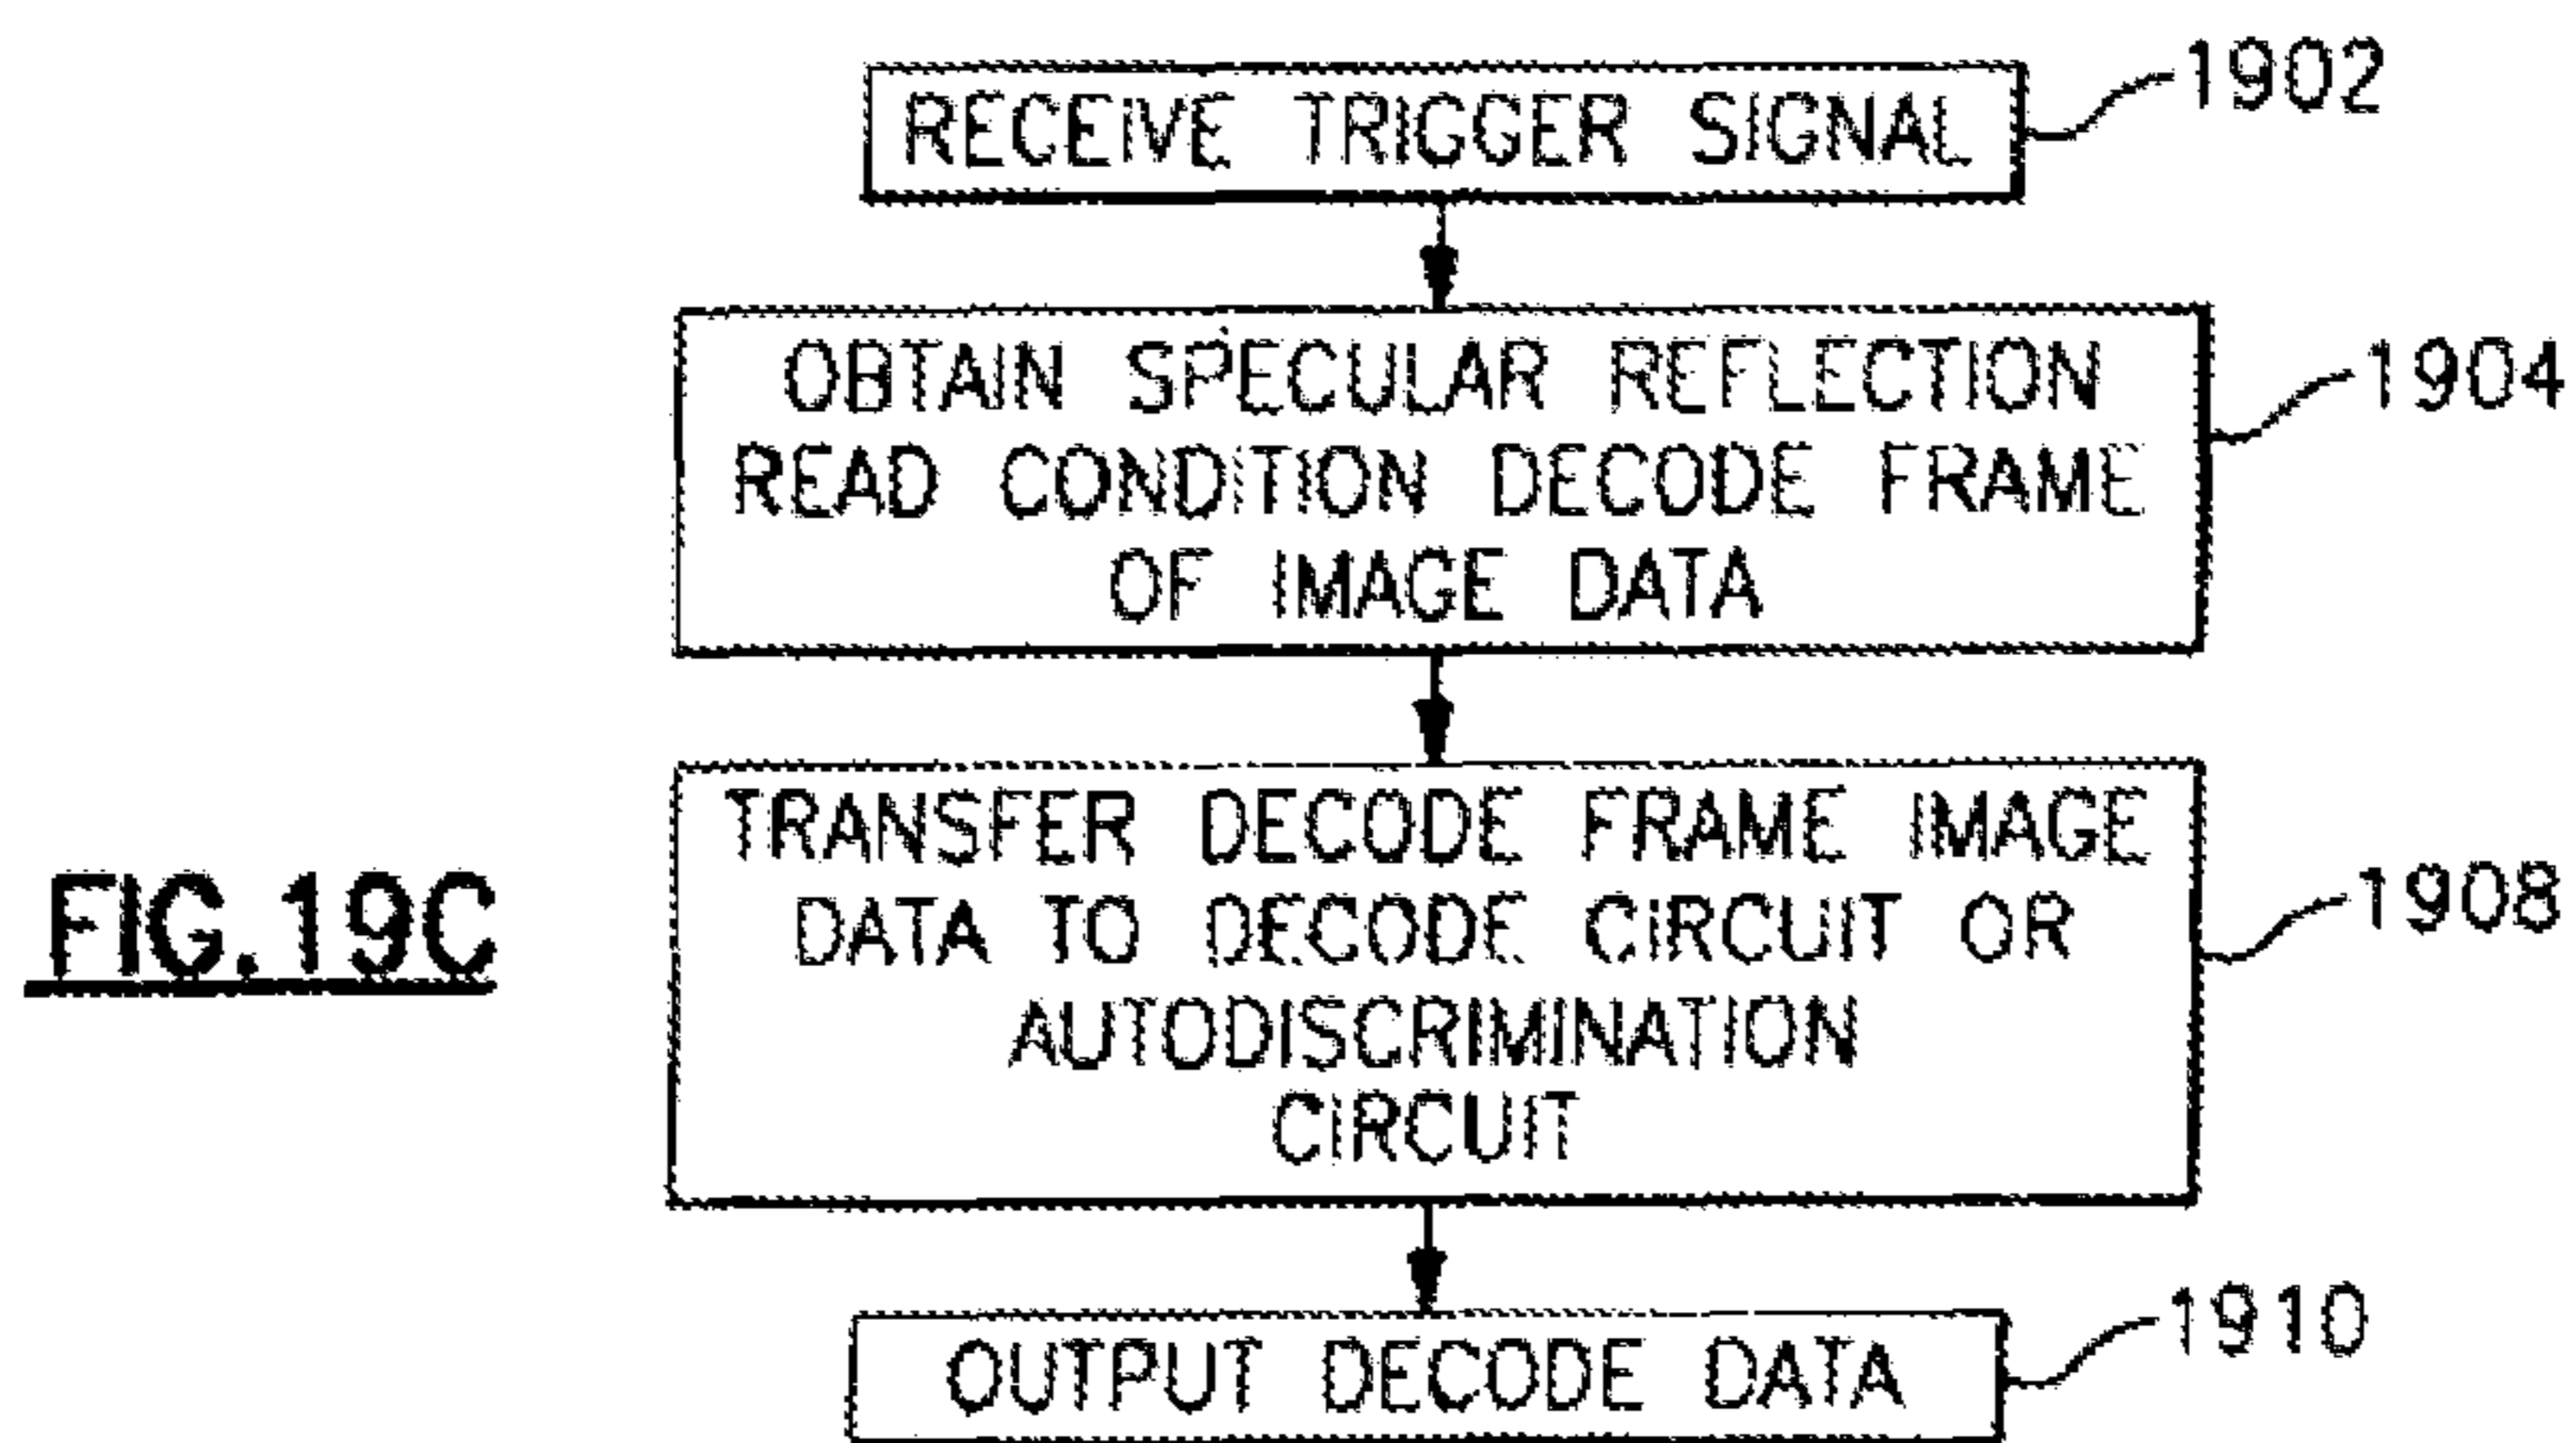 RECEIVE TRIGGER SIGNAL
1902
OBTAIN SPECULAR REFLECTION
READ CONDITION DECODE FRAME
OF IMAGE DATA
1904
TRANSFER DECODE FRAME IMAGE
DATA TO DECODE CIRCUIT OR
AUTODISCRIMINATION
CIRCUIT
1908
FIG.19C
OUTPUT DECODE DATA
1910